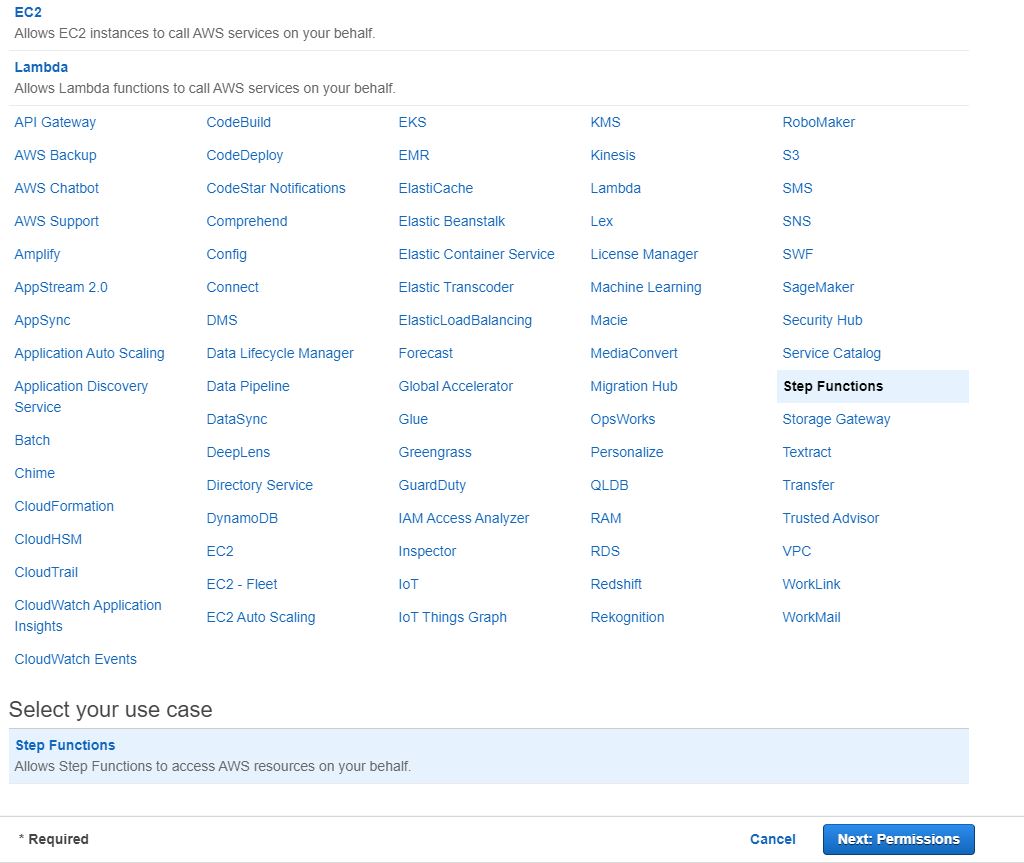 EC2
Allows EC2 instances to call AWS services on your behalf.
Lambda
Allows Lambda functions to call AWS services on your behalf.
API Gateway
AWS Backup
AWS Chatbot
AWS Support
Amplify
AppStream 2.0
AppSync
Application Auto Scaling
Application Discovery
Service
Batch
Chime
CloudFormation
CloudHSM
CloudTrail
CloudWatch Application
Insights
CloudWatch Events
CodeBuild
CodeDeploy
CodeStar Notifications
Comprehend
Config
Connect
DMS
Data Lifecycle Manager
Data Pipeline
DataSync
DeepLens
Directory Service
DynamoDB
EC2
EC2 - Fleet
EC2 Auto Scaling
EKS
EMR
ElastiCache
Elastic Beanstalk
Elastic Container Service
Elastic Transcoder
ElasticLoadBalancing
Forecast
Global Accelerator
Glue
Greengrass
GuardDuty
IAM Access Analyzer
Inspector
IoT
IoT Things Graph
KMS
Kinesis
Lambda
Lex
License Manager
Machine Learning
Macie
MediaConvert
Migration Hub
OpsWorks
Personalize
QLDB
RAM
RDS
Redshift
Rekognition
RoboMaker
S3
SMS
SNS
SWF
SageMaker
Security Hub
Service Catalog
Step Functions
Storage Gateway
Textract
Transfer
Trusted Advisor
VPC
WorkLink
WorkMail
Select your use case
Step Functions
Allows Step Functions to access AWS resources on your behalf.
* Required
Cancel
Next: Permissions